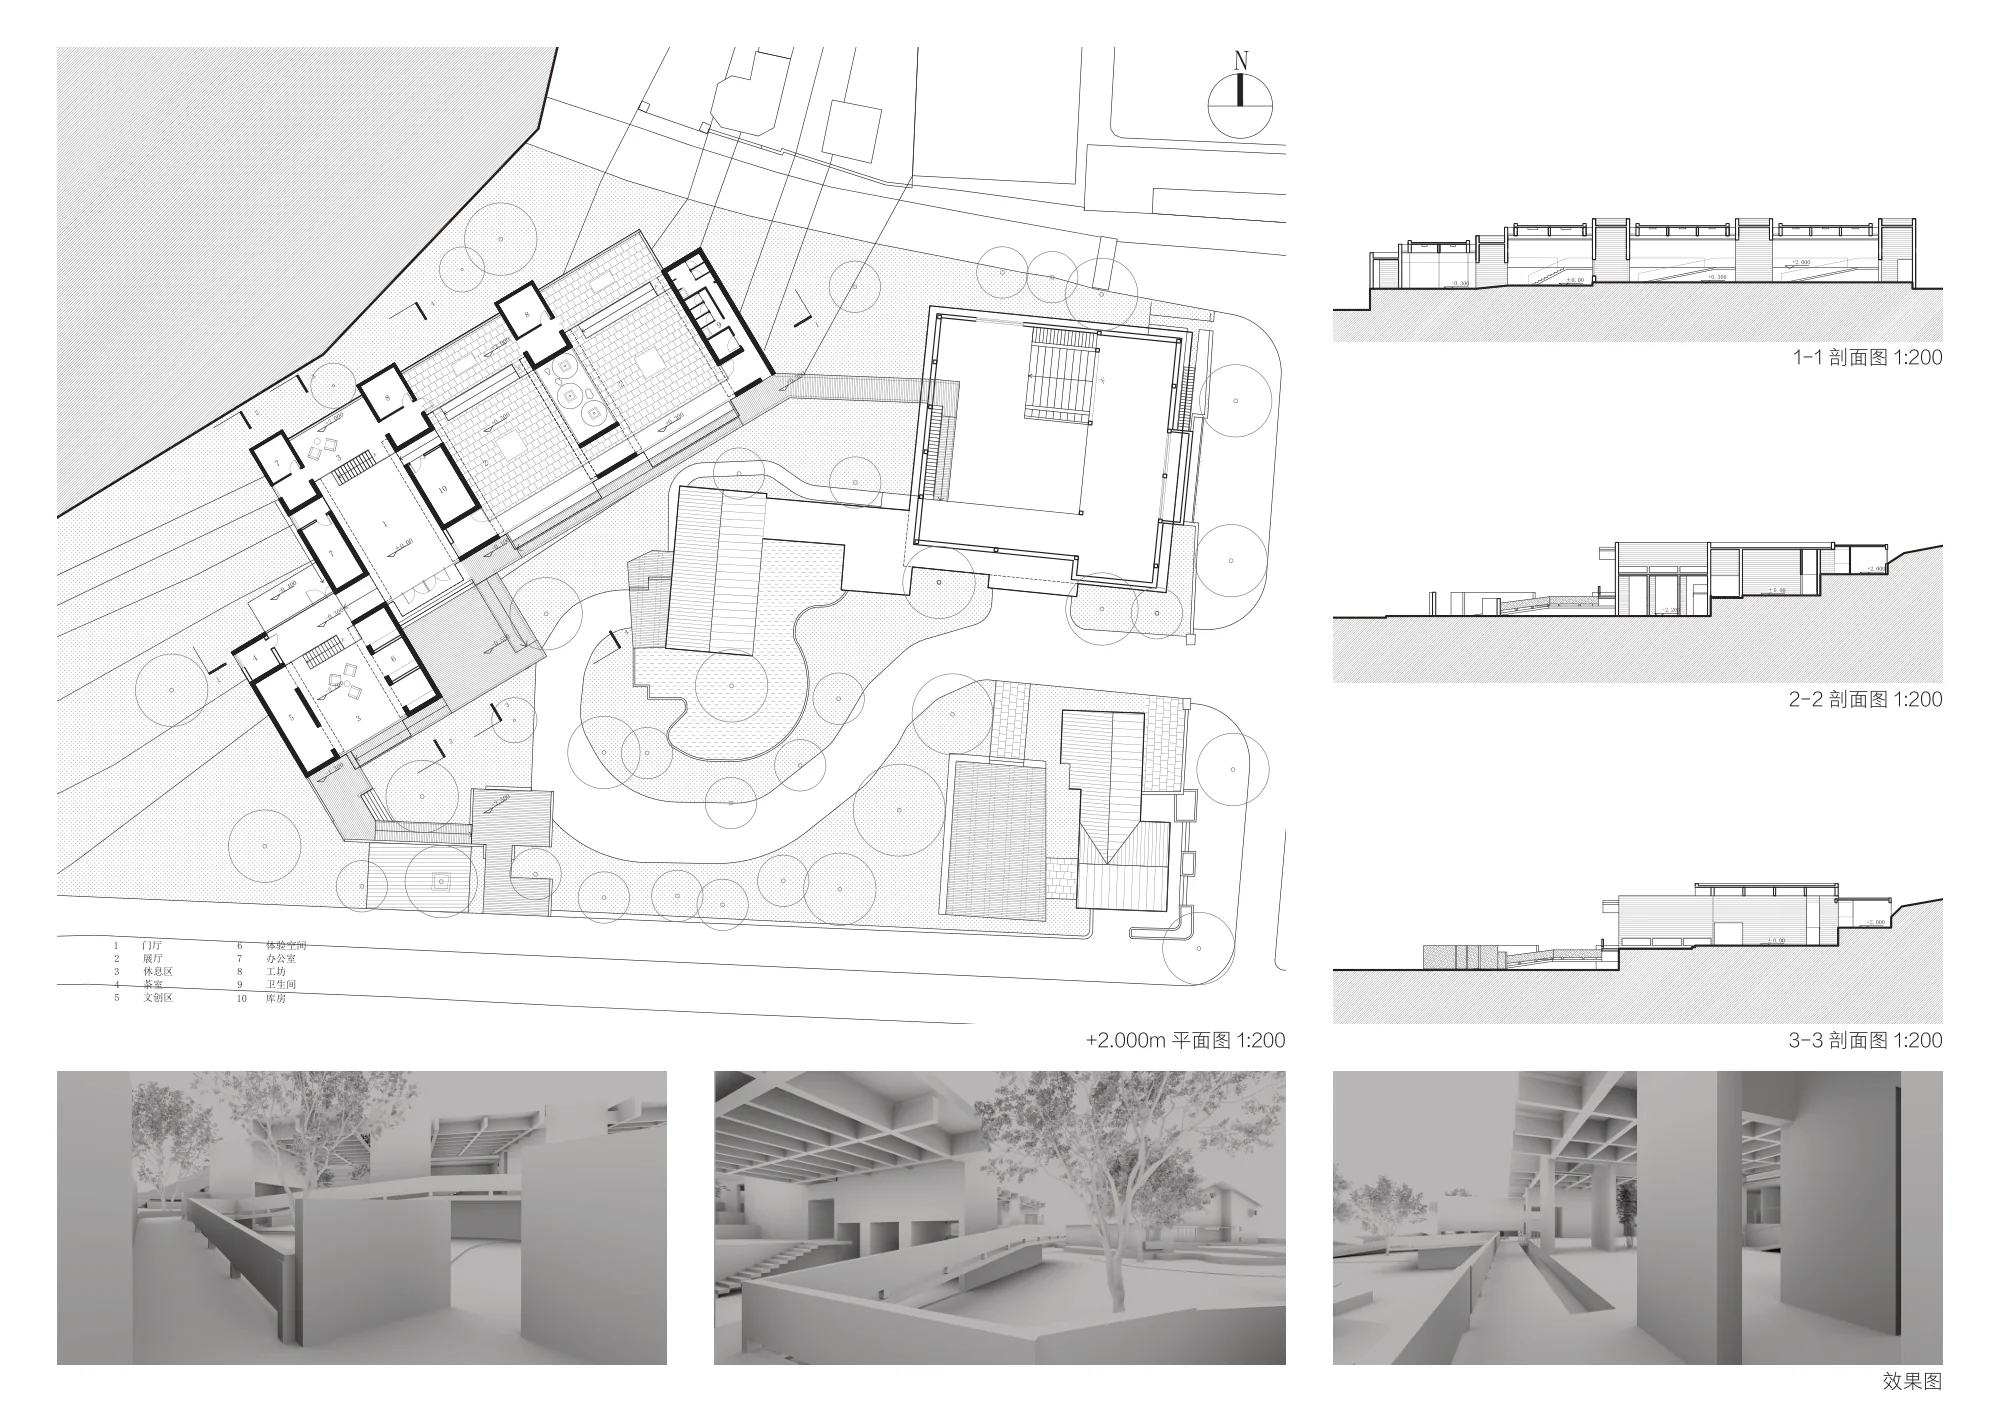 N
1-1 剖面图 1:200
2-2 剖面图 1:200
3-3 剖面图 1:200
1 门厅
2 展厅
3 休息区
4 茶室
5 文创区
6 体验空间
7 办公室
8 工坊
9 卫生间
10 库房
+2.000m 平面图 1:200
效果图